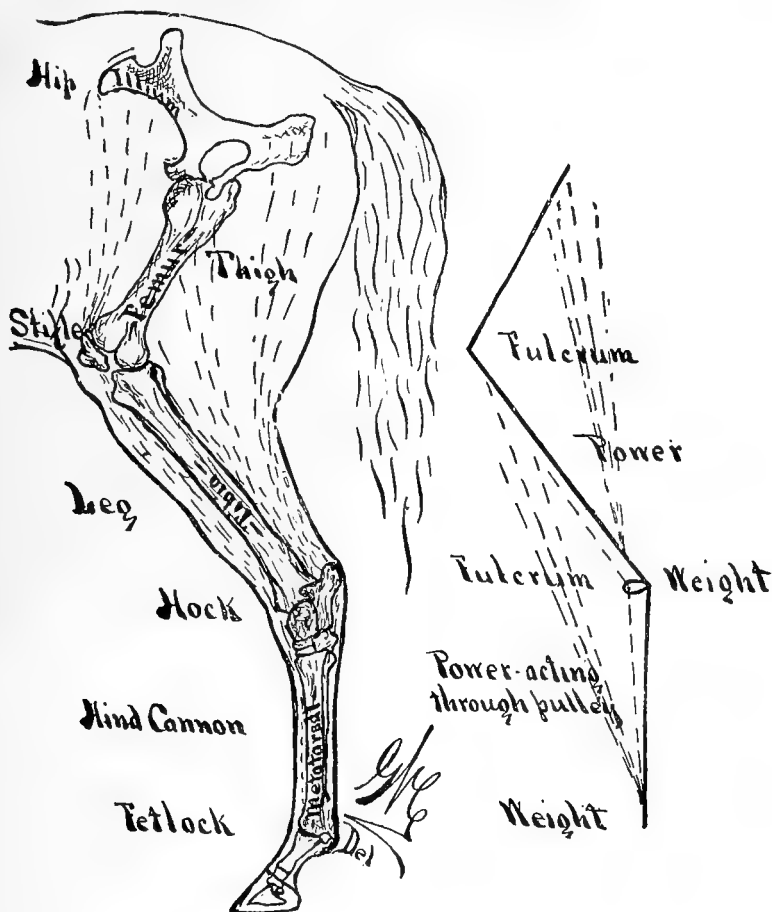 Hip
Ilium
Femur
Thigh
Stifle
Fulcrum
Power
Tibia
Leg
Fulcrum
Weight
Hock
Power-acting
through pulley
Hind Cannon
Metatarsal
Fetlock
Del
Weight